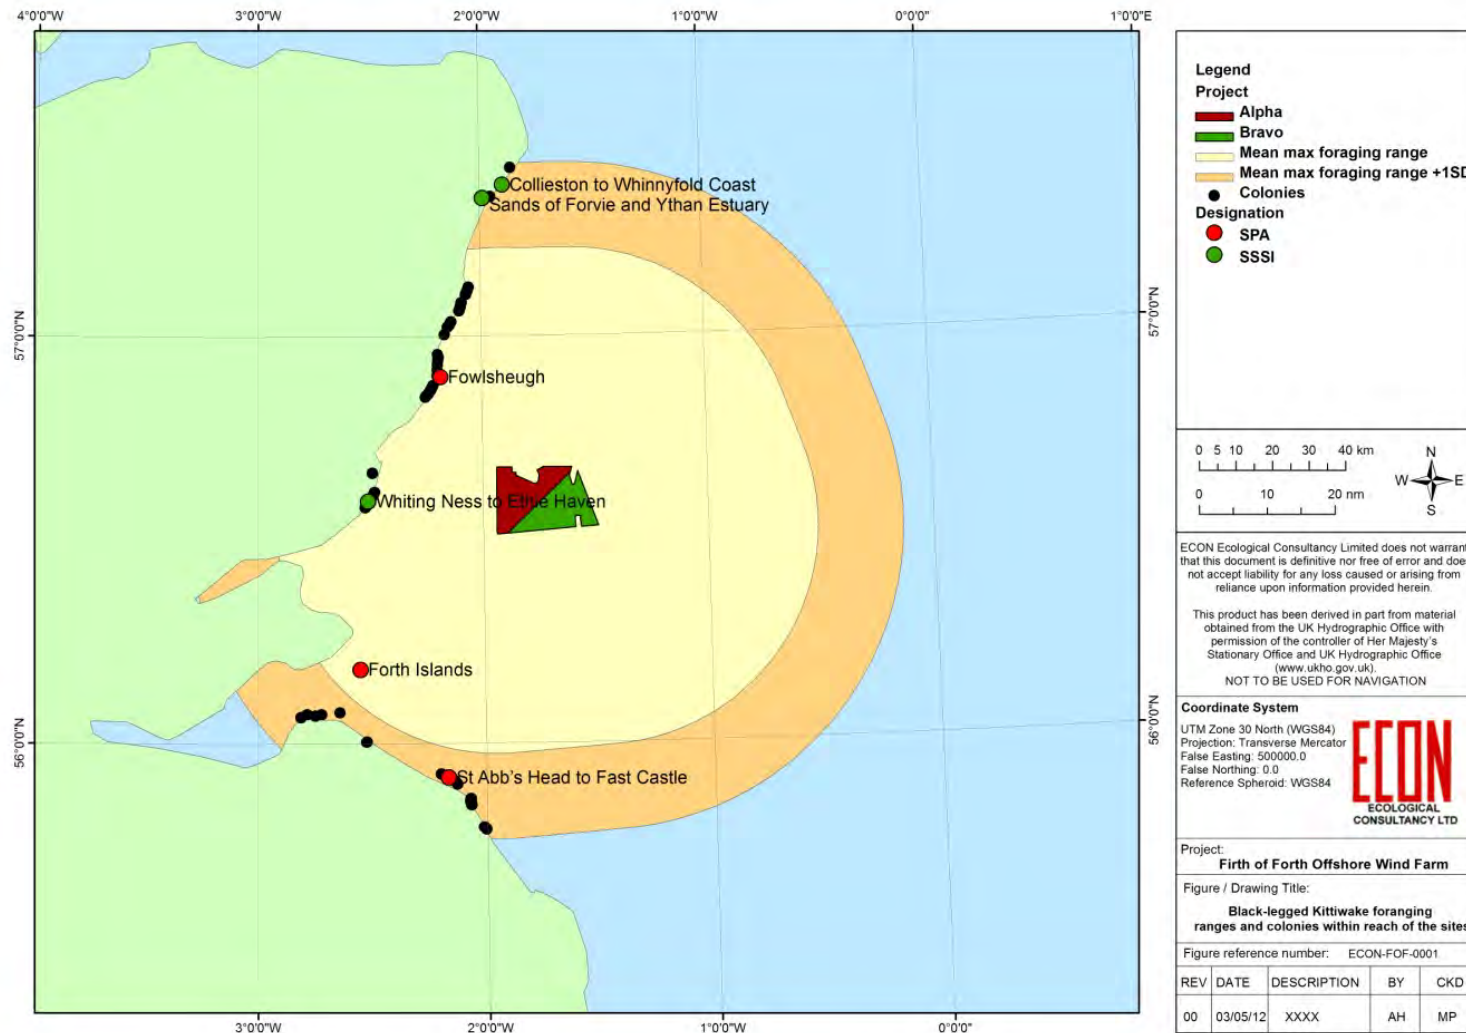 4°0'0"W 3°0'0"W 2°0'0"W 1°0'0"W 0°0'0" 1°0'0"E
Legend
Project
Alpha
Bravo
Mean max foraging range
Mean max foraging range +1SD
Colonies
Designation
SPA
SSSI
Collieston to Whinnyfold Coast
Sands of Forvie and Ythan Estuary
57°0'0"N
57°0'0"N
Fowlsheugh
Whiting Ness to Ethie Haven
Forth Islands
St Abb's Head to Fast Castle
56°0'0"N
56°0'0"N
3°0'0"W 2°0'0"W 1°0'0"W 0°0'0"
0 5 10 20 30 40 km
0 10 20 nm
N
W E
S
ECON Ecological Consultancy Limited does not warrant
that this document is definitive nor free of error and doe
not accept liability for any loss caused or arising from
reliance upon information provided herein.
This product has been derived in part from material
obtained from the UK Hydrographic Office with
permission of the controller of Her Majesty's
Stationary Office and UK Hydrographic Office
(www.ukho.gov.uk).
NOT TO BE USED FOR NAVIGATION
Coordinate System
UTM Zone 30 North (WGS84)
Projection: Transverse Mercator
False Easting: 500000.0
False Northing: 0.0
Reference Spheroid: WGS84
ECON
ECOLOGICAL
CONSULTANCY LTD
Project:
Firth of Forth Offshore Wind Farm
Figure / Drawing Title:
Black-legged Kittiwake foranging
ranges and colonies within reach of the sites
Figure reference number: ECON-FOF-0001
REV DATE DESCRIPTION BY CKD
00 03/05/12 XXXX AH MP